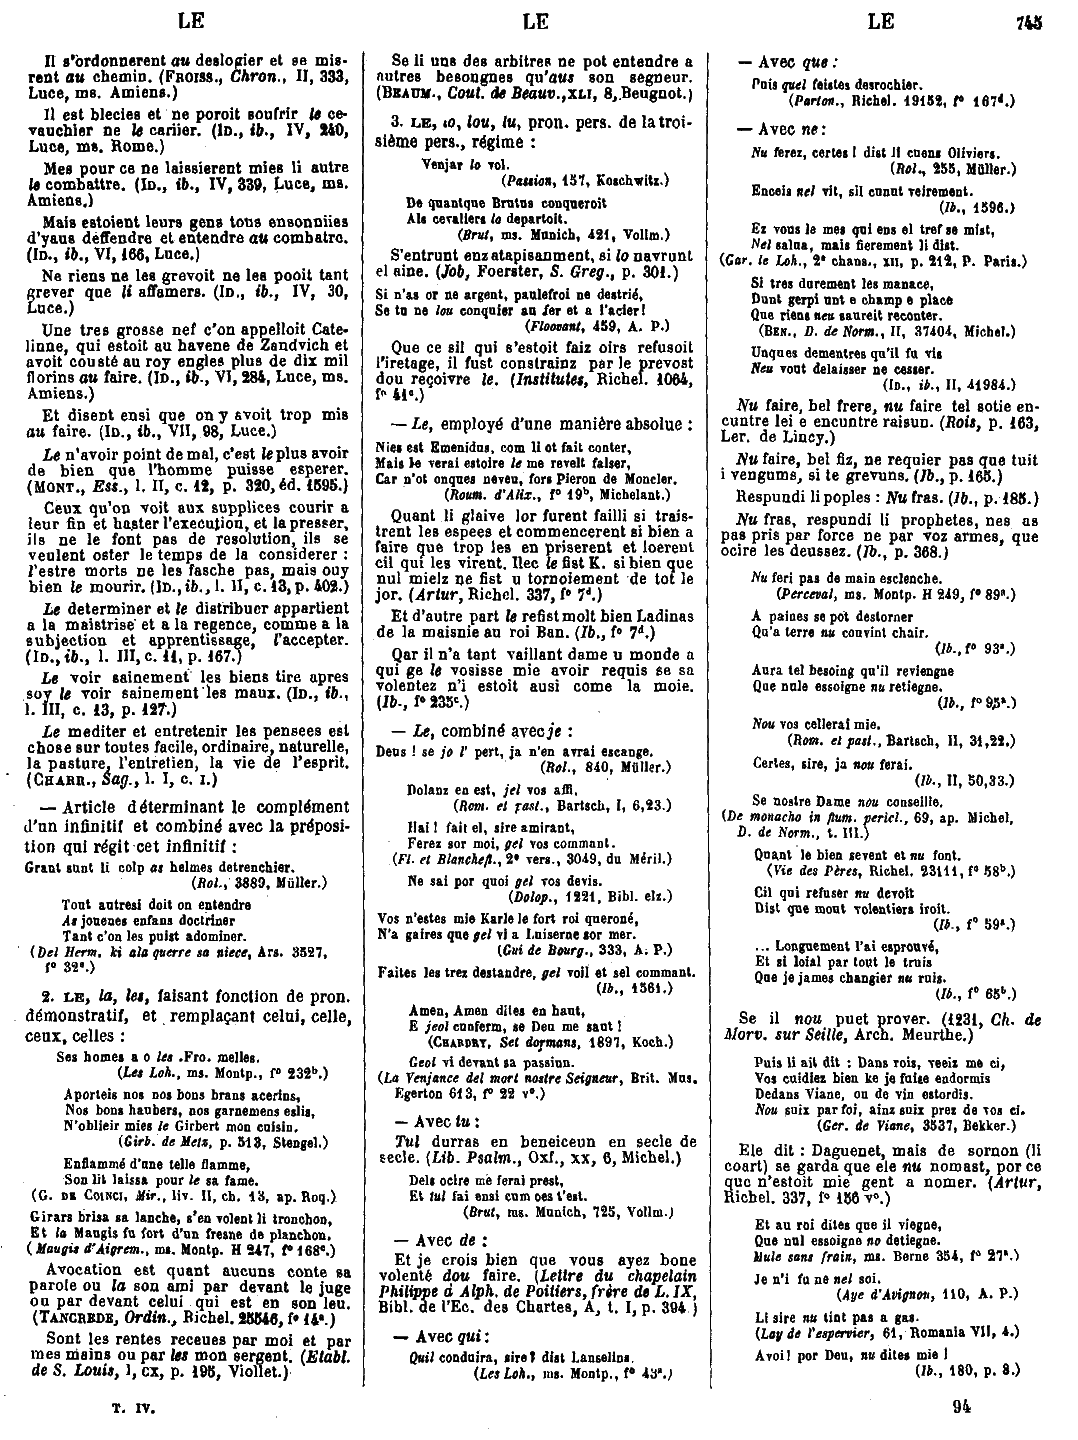 LE
LE
LE
745
Il s'ordonnerent au deslogier et se mis-
rent au chemin. (FROISS., Chron., II, 333,
Luce, ms. Amiens.)
Il est blecies et ne poroit soufrir le ce-
vauchier ne le cariier. (ID., ib., IV, 240,
Luce, ms. Rome.)
Mes pour ce ne laissierent mies li autre
le combattre. (ID., ib., IV, 339, Luce, ms.
Amiens.)
Mais estoient leurs gens tous ensonniies
d'yaus deffendre et entendre au combatre.
(ID., ib., VI, 166, Luce.)
Ne riens ne les grevoit ne les pooit tant
grever que li affamers. (ID., ib., IV, 30,
Luce.)
Une tres grosse nef c'on appelloit Cate-
linne, qui estoit au havene de Zandvich et
avoit cousté au roy engles plus de dix mil
florins au faire. (ID., ib., VI, 284, Luce, ms.
Amiens.)
Et disent ensi que on y avoit trop mis
au faire. (ID., ib., VII, 98, Luce.)
Le n'avoir point de mal, c'est le plus avoir
de bien que l'homme puisse esperer.
(MONT., Ess., l. II, c. 12, p. 320, éd. 1595.)
Ceux qu'on voit aux supplices courir a
leur fin et haster l'execution, et la presser,
ils ne le font pas de resolution, ils se
veulent oster le temps de la considerer :
l'estre morts ne les fasche pas, mais ouy
bien le mourir. (ID., ib., l. II, c. 13, p. 402.)
Le determiner et le distribuer appartient
a la maistrise et a la regence, comme a la
subjection et apprentissage, l'accepter.
(ID., ib., l. III, c. 11, p. 167.)
Le voir sainement les biens tire apres
soy le voir sainement les maux. (ID., ib.,
l. III, c. 13, p. 127.)
Le mediter et entretenir les pensees est
chose sur toutes facile, ordinaire, naturelle,
la pasture, l'entretien, la vie de l'esprit.
(CHARR., Sag., l. I, c. I.)
— Article déterminant le complément
d'un infinitif et combiné avec la préposi-
tion qui régit cet infinitif :
Grant sunt li colp as helmes detrenchier.
(Rol., 3889, Müller.)
Tout autresi doit on entendre
As jouenes enfans doctriner
Tant c'on les puist adominer.
(Del Herm. ki ala querre sa niece, Ars. 3527,
f° 32ª.)
2. LE, la, les, faisant fonction de pron.
démonstratif, et remplaçant celui, celle,
ceux, celles :
Ses homes a o les .Fro. melles.
(Les Loh., ms. Montp., f° 232ᵇ.)
Aporteis nos nos bons brans acerins,
Nos bons haubers, nos garnemens eslis,
N'oblieir mies le Girbert mon cuisin.
(Girb. de Metz, p. 513, Stengel.)
Enflammé d'une telle flamme,
Son lit laissa pour le sa fame.
(G. DE COINCI, Mir., liv. II, ch. 13, ap. Roq.)
Girars brisa sa lanche, s'en volent li tronchon,
Et la Maugis fu fort d'un fresne de planchon.
(Maugis d'Aigrem., ms. Montp. H 247, f° 168ᵉ.)
Avocation est quant aucuns conte sa
parole ou la son ami par devant le juge
ou par devant celui qui est en son leu.
(TANCREDE, Ordin., Richel. 25546, f° 14ª.)
Sont les rentes receues par moi et par
mes mains ou par les mon sergent. (Etabl.
de S. Louis, I, CX, p. 195, Viollet.)
T. IV.
Se li uns des arbitres ne pot entendre a
autres besongnes qu'aus son segneur.
(BEAUM., Cout. de Beauv., XLI, 8, Beugnot.)
3. LE, lo, lou, lu, pron. pers. de la troi-
sième pers., régime :
Venjar lo vol.
(Passion, 157, Koschwitz.)
De quantque Brutus conqueroit
Als cevaliers lo departoit.
(Brut, ms. Munich, 421, Vollm.)
S'entrunt enz atapisanment, si lo navrunt
el aine. (Job, Foerster, S. Greg., p. 301.)
Si n'as or ne argent, paulefroi ne destrié,
Se tu ne lou conquier au fer et a l'acier !
(Floovant, 459, A. P.)
Que ce sil qui s'estoit faiz oirs refusoit
l'iretage, il fust constrainz par le prevost
dou reçoivre le. (Institutes, Richel. 1064,
fº 41ᶜ.)
— Le, employé d'une manière absolue :
Nies est Emenidus, com li ot fait conter,
Mais le verai estoire le me revelt falser,
Car n'ot onques neveu, fors Pieron de Moncler.
(Roum. d'Alix., f° 19ᵇ, Michelant.)
Quant li glaive lor furent failli si trais-
trent les espees et commencerent si bien a
faire que trop les en priserent et loerent
cil qui les virent. Ilec le fist K. si bien que
nul mielz ne fist u tornoiement de tot le
jor. (Artur, Richel. 337, f° 7ᵈ.)
Et d'autre part le refist molt bien Ladinas
de la maisnie au roi Ban. (Ib., f° 7ᵈ.)
Qar il n'a tant vaillant dame u monde a
qui ge le vosisse mie avoir requis se sa
volentez n'i estoit ausi come la moie.
(Ib., f° 235ᶜ.)
— Le, combiné avec je :
Deus ! se jo l' pert, ja n'en avrai escange.
(Rol., 840, Müller.)
Dolanz en est, jel vos affi.
(Rom. et past., Bartsch, I, 6,23.)
Hai ! fait el, sire amirant,
Ferez sor moi, gel vos commant.
(Fl. et Blanchefl., 2ᵉ vers., 3049, du Méril.)
Ne sai por quoi gel vos devis.
(Dolop., 1221, Bibl. elz.)
Vos n'estes mie Karle le fort roi queroné,
N'a gaires que gel vi a Luiserne sor mer.
(Gui de Bourg., 333, A. P.)
Faites les trez destandre, gel voil et sel commant.
(Ib., 1561.)
Amen, Amen dites en haut,
E jeol conferm, se Deu me saut !
(CHARDRY, Set dormans, 1897, Koch.)
Geol vi devant sa passiun.
(La Venjance del mort nostre Seigneur, Brit. Mus.
Egerton 613, f° 22 v°.)
— Avec tu :
Tul durras en beneiceun en secle de
secle. (Lib. Psalm., Oxf., XX, 6, Michel.)
Dels ocire me ferai prest,
Et tul fai ensi cum oes t'est.
(Brut, ms. Munich, 725, Vollm.)
— Avec de :
Et je crois bien que vous ayez bone
volenté dou faire. (Lettre du chapelain
Philippe à Alph. de Poitiers, frère de L. IX,
Bibl. de l'Ec. des Chartes, A, t. I, p. 394.)
— Avec qui :
Quil conduira, sire? dist Lanselins.
(Les Loh., ms. Montp., f° 43ª.)
— Avec que :
Puis quel feistes desrochier.
(Parton., Richel. 19152, f° 167ᵈ.)
— Avec ne :
Nu ferez, certes ! dist li cuens Oliviers.
(Rol., 255, Müller.)
Enceis nel vit, sil cunut veirement.
(Ib., 1596.)
Ez vous le mes qui ens el tref se mist,
Nel salua, mais fierement li dist.
(Gar. le Loh., 2ᵉ chans., XII, p. 212, P. Paris.)
Si tres durement les manace,
Dunt gerpi unt e champ e place
Que riens neu saureit reconter.
(BEN., D. de Norm., II, 37404, Michel.)
Unques dementres qu'il fu vis
Neu vout delaisser ne cesser.
(ID., ib., II, 41984.)
Nu faire, bel frere, nu faire tel sotie en-
cuntre lei e encuntre raisun. (Rois, p. 163,
Ler. de Lincy.)
Nu faire, bel fiz, ne requier pas que tuit
i vengums, si te grevuns. (Ib., p. 165.)
Respundi li poples : Nu fras. (Ib., p. 185.)
Nu fras, respundi li prophetes, nes as
pas pris par force ne par voz armes, que
ocire les deussez. (Ib., p. 368.)
Nu feri pas de main esclenche.
(Perceval, ms. Montp. H 249, f° 89ª.)
A paines se pot destorner
Qu'a terre nu convint chair.
(Ib., f° 93ª.)
Aura tel besoing qu'il reviengne
Que nule essoigne nu retiegne.
(Ib., f° 95ª.)
Nou vos cellerai mie.
(Rom. et past., Bartsch, II, 31,22.)
Certes, sire, ja nou ferai.
(Ib., II, 50,33.)
Se nostre Dame nou conseille.
(De monacho in flum. pericl., 69, ap. Michel,
D. de Norm., t. III.)
Quant le bien sevent et nu font.
(Vie des Pères, Richel. 23111, f° 58ᵇ.)
Cil qui refuser nu devoit
Dist que mout volentiers iroit.
(Ib., f° 59ª.)
... Longuement l'ai esprouvé,
Et si loial par tout le truis
Que je james changier nu ruis.
(Ib., f° 65ᵇ.)
Se il nou puet prover. (1231, Ch. de
Morv. sur Seille, Arch. Meurthe.)
Puis li ait dit : Dans rois, veeiz me ci,
Vos cuidiez bien ke je fuise endormis
Dedans Viane, ou de vin estordis.
Nou suix par foi, ainz suix prez de vos ci.
(Ger. de Viane, 3537, Bekker.)
Ele dit : Daguenet, mais de sornon (li
coart) se garda que ele nu nomast, por ce
que n'estoit mie gent a nomer. (Artur,
Richel. 337, f° 156 v°.)
Et au roi dites que il viegne,
Que nul essoigne no detiegne.
(Mule sans frain, ms. Berne 354, f° 27ª.)
Je n'i fu ne nel soi.
(Aye d'Avignon, 110, A. P.)
Li sire nu tint pas a gas.
(Lay de l'espervier, 61, Romania VII, 4.)
Avoi ! por Deu, nu dites mie !
(Ib., 180, p. 8.)
94